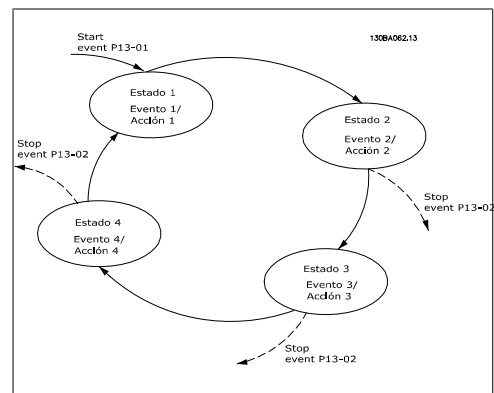 130BA062.13
Start
event P13-01
Estado 1
Evento 1/
Acción 1
Estado 2
Evento 2/
Acción 2
Stop
event P13-02
Stop
event P13-02
Estado 4
Evento 4/
Acción 4
Estado 3
Evento 3/
Acción 3
Stop
event P13-02